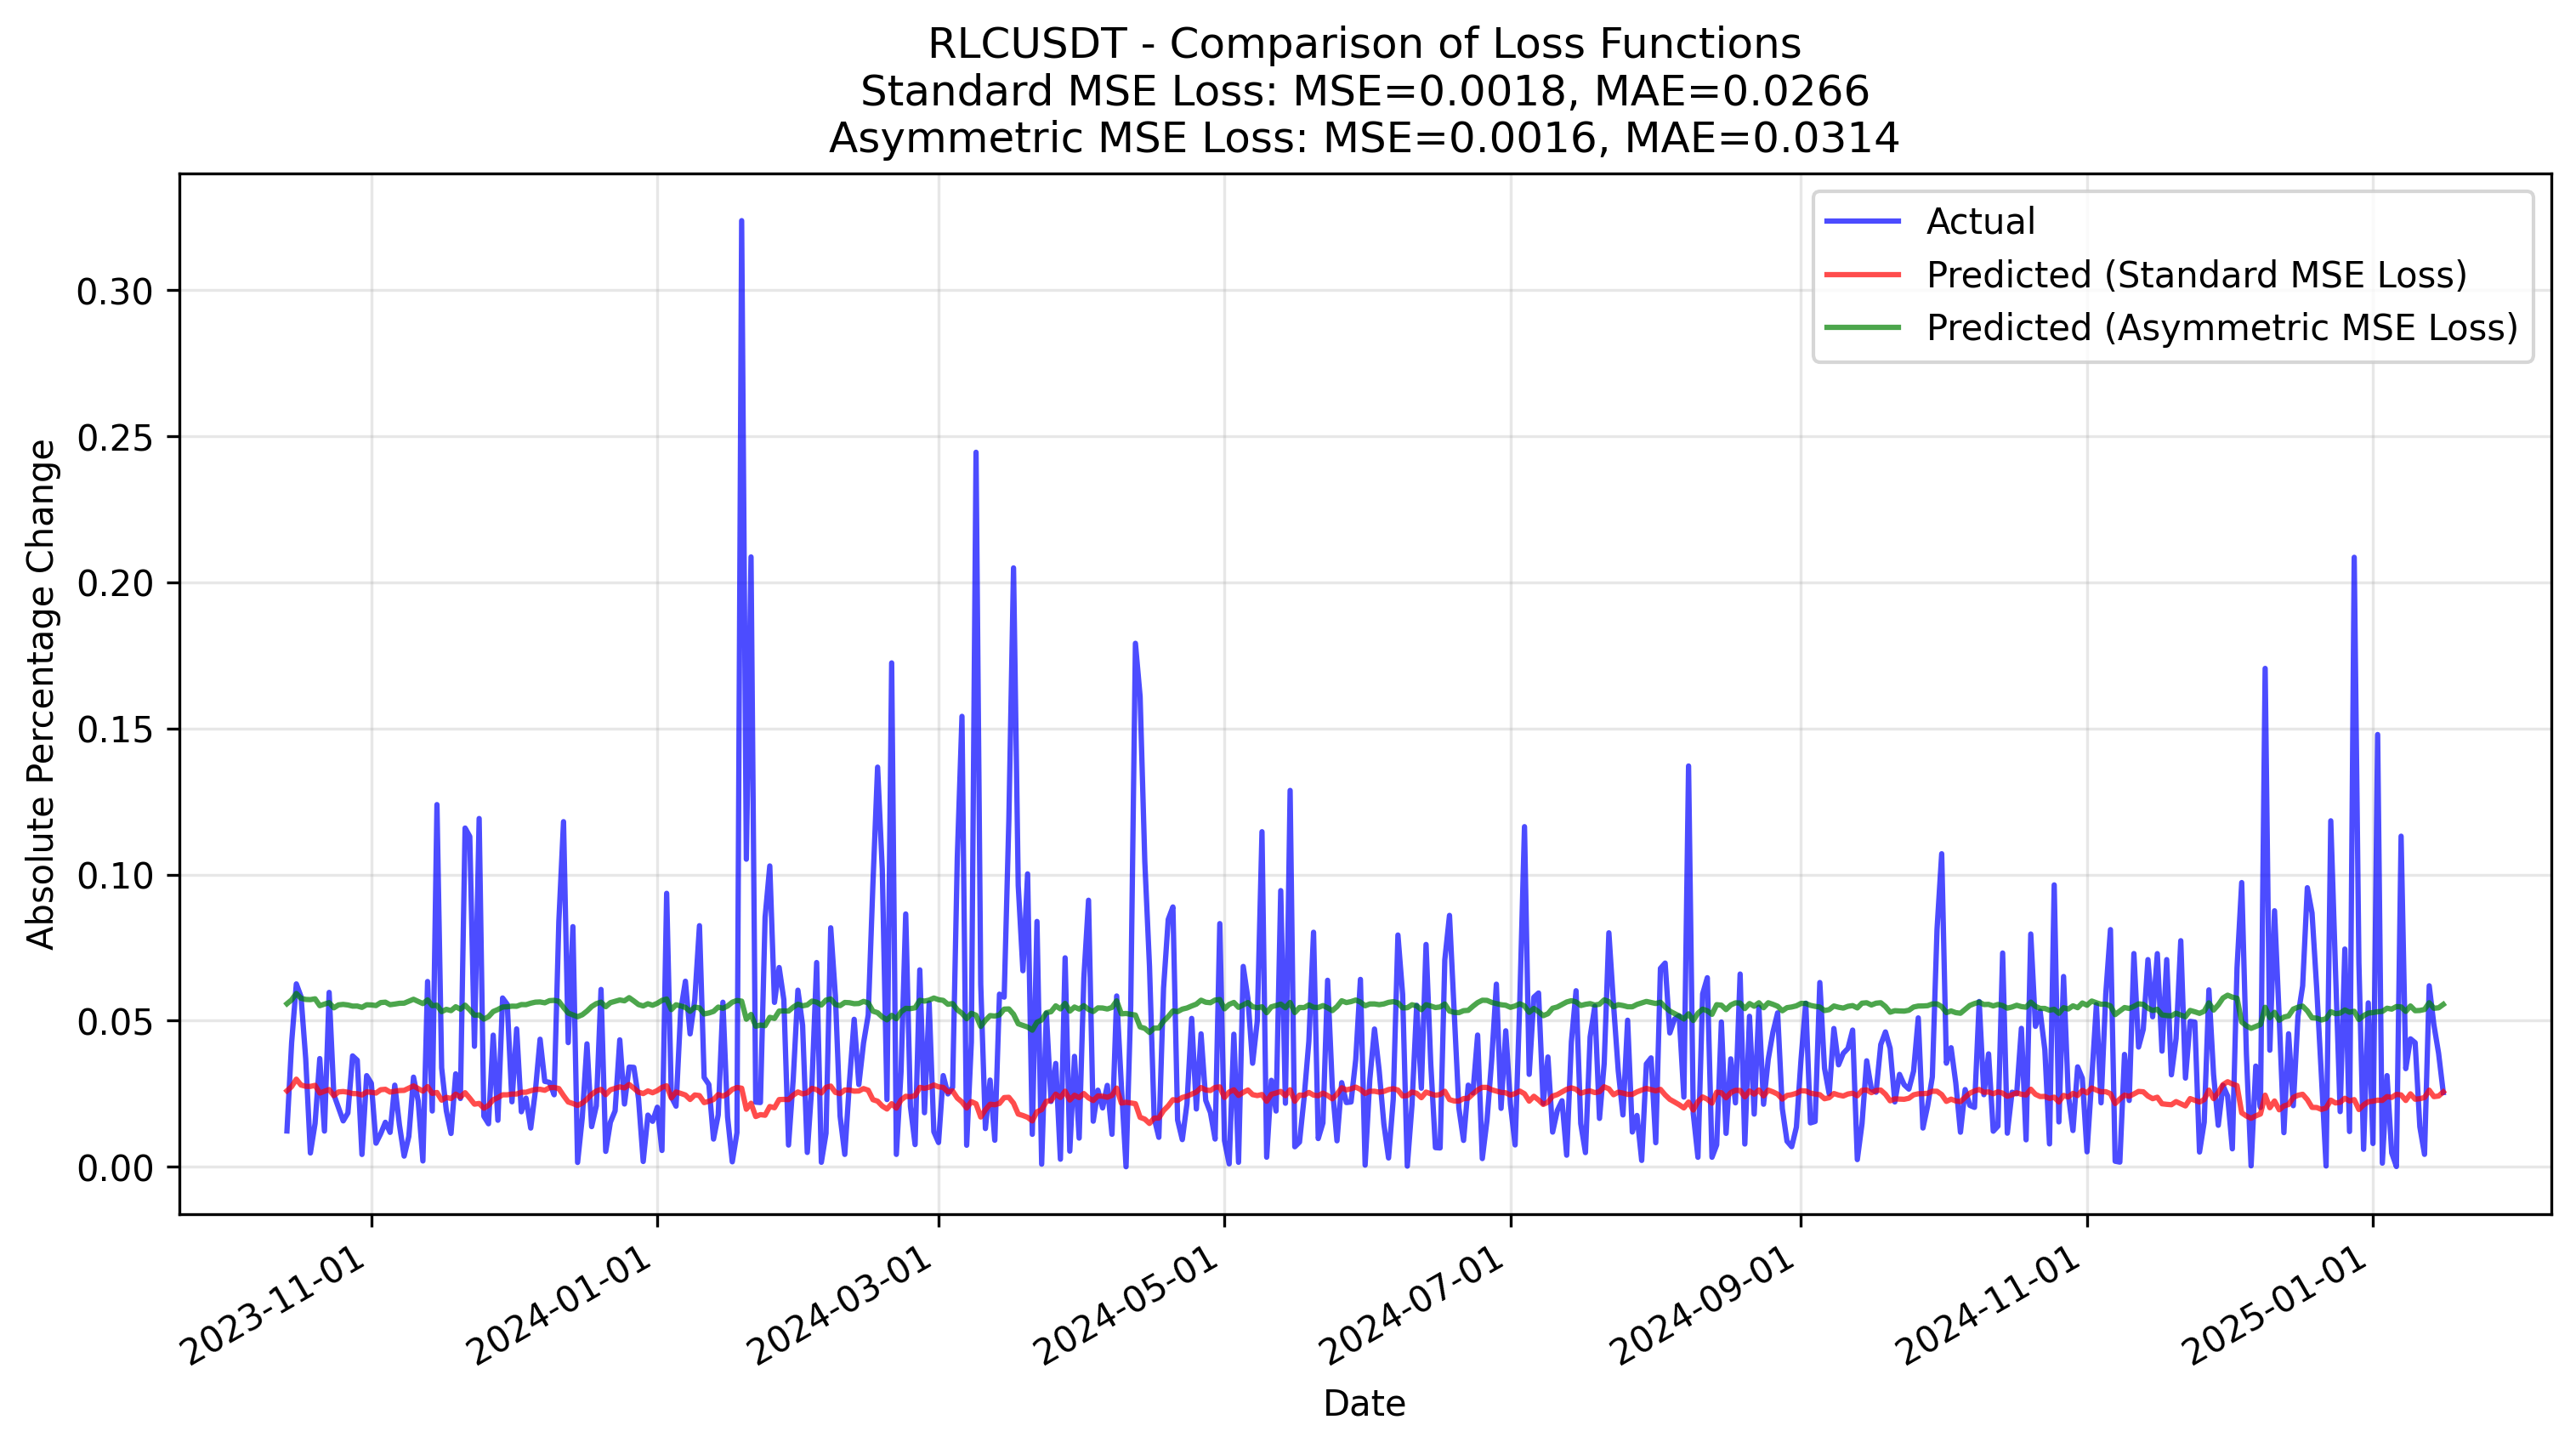 RLCUSDT - Comparison of Loss Functions
Standard MSE Loss: MSE=0.0018, MAE=0.0266
Asymmetric MSE Loss: MSE=0.0016, MAE=0.0314
Actual
Predicted (Standard MSE Loss)
Predicted (Asymmetric MSE Loss)
Absolute Percentage Change
0.30
0.25
0.20
0.15
0.10
0.05
0.00
2023-11-01
2024-01-01
2024-03-01
2024-05-01
2024-07-01
2024-09-01
2024-11-01
2025-01-01
Date